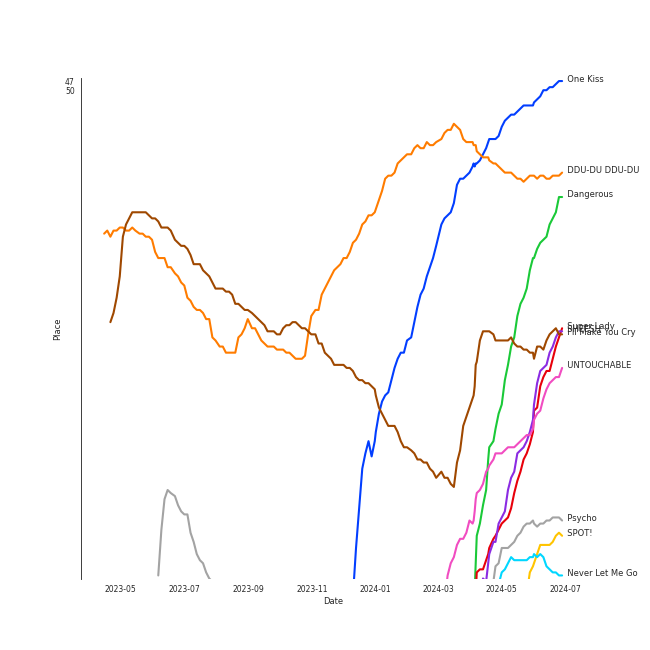 47
50
One Kiss
DDU-DU DDU-DU
Dangerous
Super Lady
I'll Make You Cry
UNTOUCHABLE
Psycho
SPOT!
Never Let Me Go
Place
2023-05
2023-07
2023-09
2023-11
2024-01
2024-03
2024-05
2024-07
Date